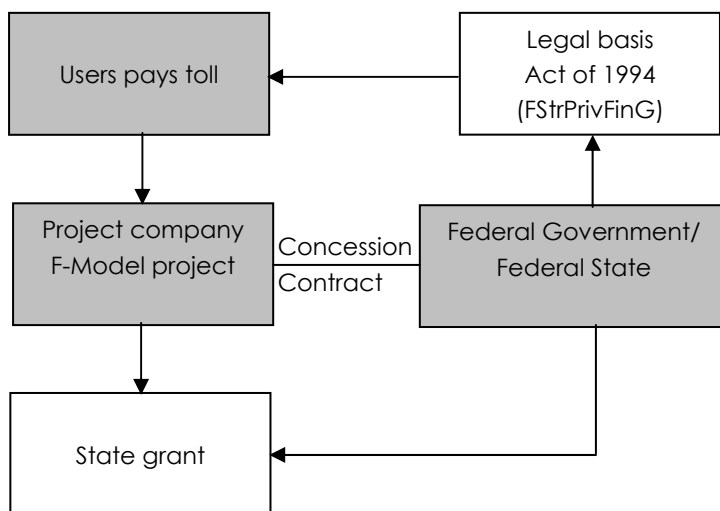 Users pays toll
Legal basis
Act of 1994
(FStrPrivFinG)
Project company
F-Model project
Concession
Contract
Federal Government/
Federal State
State grant